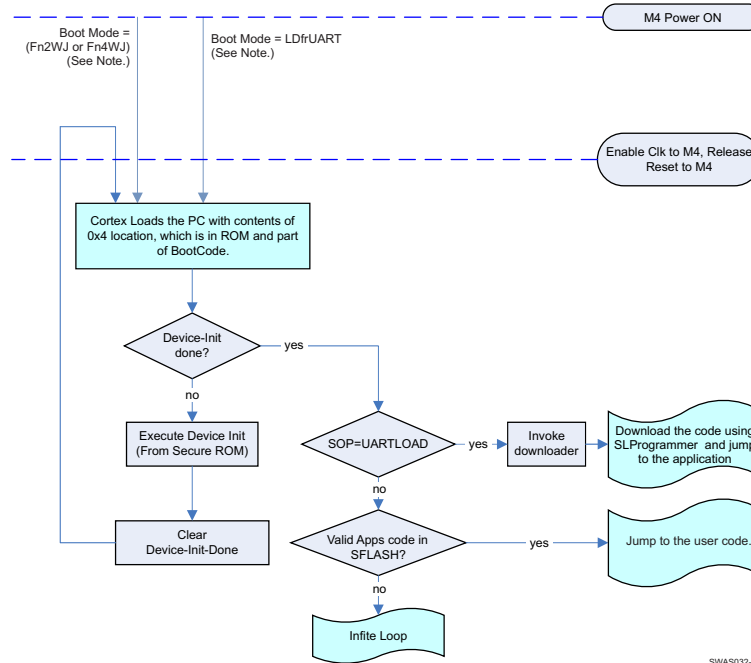 M4 Power ON
Boot Mode =
(Fn2WJ or Fn4WJ)
(See Note.)
Boot Mode = LDfrUART
(See Note.)
Enable Clk to M4, Release
Reset to M4
Cortex Loads the PC with contents of
0x4 location, which is in ROM and part
of BootCode.
Device-Init
done?
yes
no
Execute Device Init
(From Secure ROM)
Clear
Device-Init-Done
SOP=UARTLOAD
yes
Invoke
downloader
Download the code using
SLProgrammer and jump
to the application
no
Valid Apps code in
SFLASH?
yes
Jump to the user code.
no
Infite Loop
SWAS032-